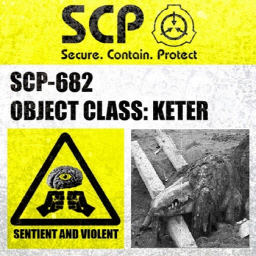 SCP
Secure. Contain. Protect
SCP-682
OBJECT CLASS: KETER
SENTIENT AND VIOLENT